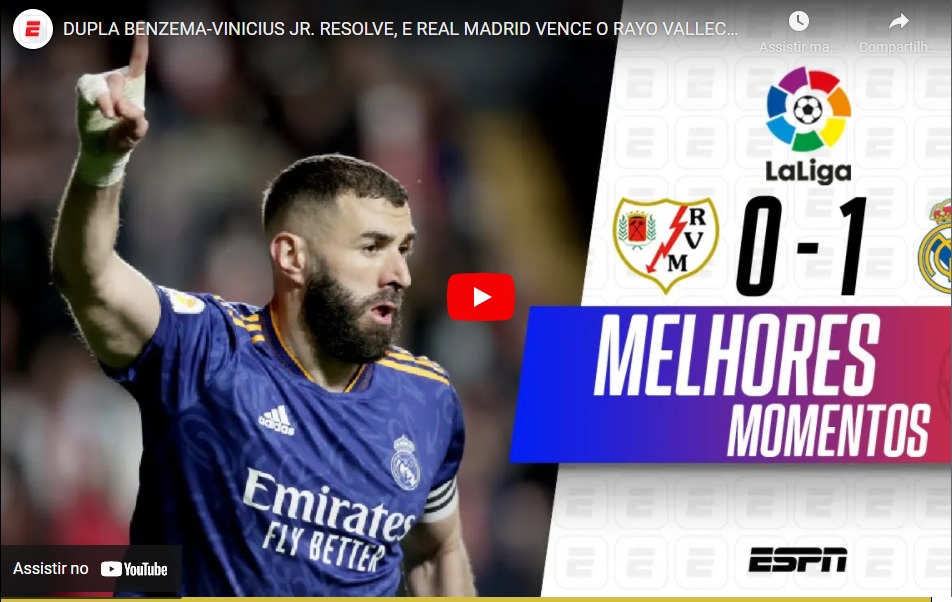 DUPLA BENZEMA-VINICIUS JR. RESOLVE, E REAL MADRID VENCE O RAYO VALLEC...
Assistir ma...
Compartilh...
LaLiga
R
V
M
0 - 1
MELHORES
MOMENTOS
adidas
Emirates
FLY BETTER
ESPN
Assistir no YouTube